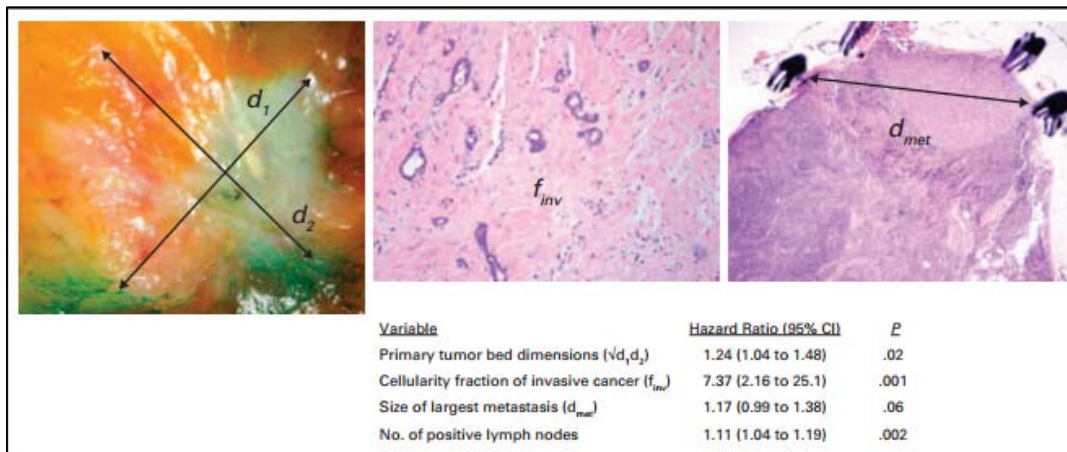 d1
d2
finv
dmet
Variable Hazard Ratio (95% CI) P
Primary tumor bed dimensions (√d1d2) 1.24 (1.04 to 1.48) .02
Cellularity fraction of invasive cancer (finv) 7.37 (2.16 to 25.1) .001
Size of largest metastasis (dmet) 1.17 (0.99 to 1.38) .06
No. of positive lymph nodes 1.11 (1.04 to 1.19) .002